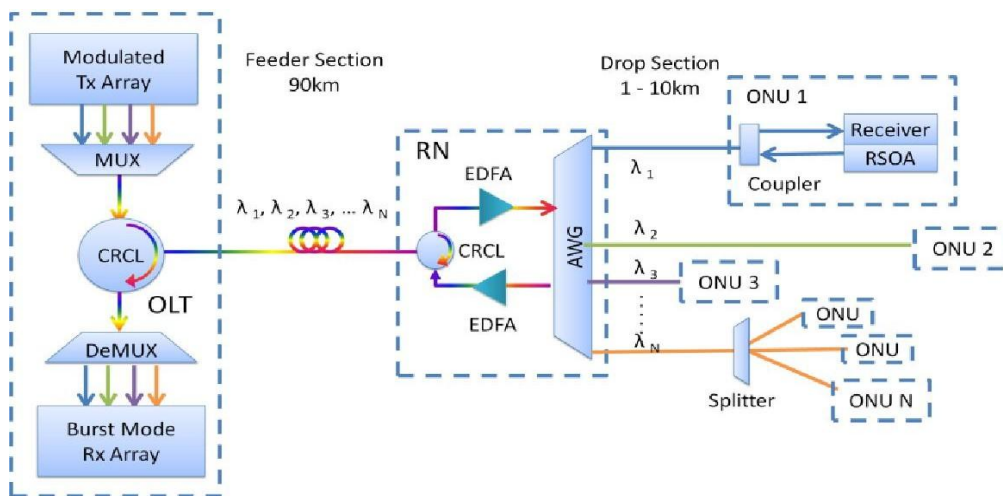 Modulated
Tx Array
MUX
CRCL
OLT
DeMUX
Burst Mode
Rx Array
Feeder Section
90km
λ 1, λ 2, λ 3, ... λ N
RN
EDFA
CRCL
EDFA
AWG
Drop Section
1 - 10km
ONU 1
Receiver
RSOA
Coupler
λ 1
λ 2
ONU 2
λ 3
ONU 3
λ N
Splitter
ONU
ONU
ONU N